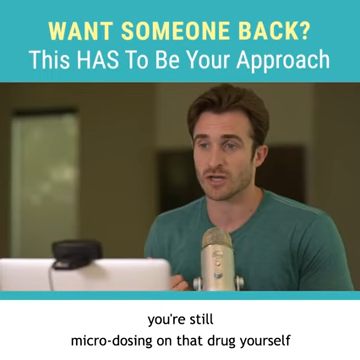 WANT SOMEONE BACK?
This HAS To Be Your Approach
you're still
micro-dosing on that drug yourself